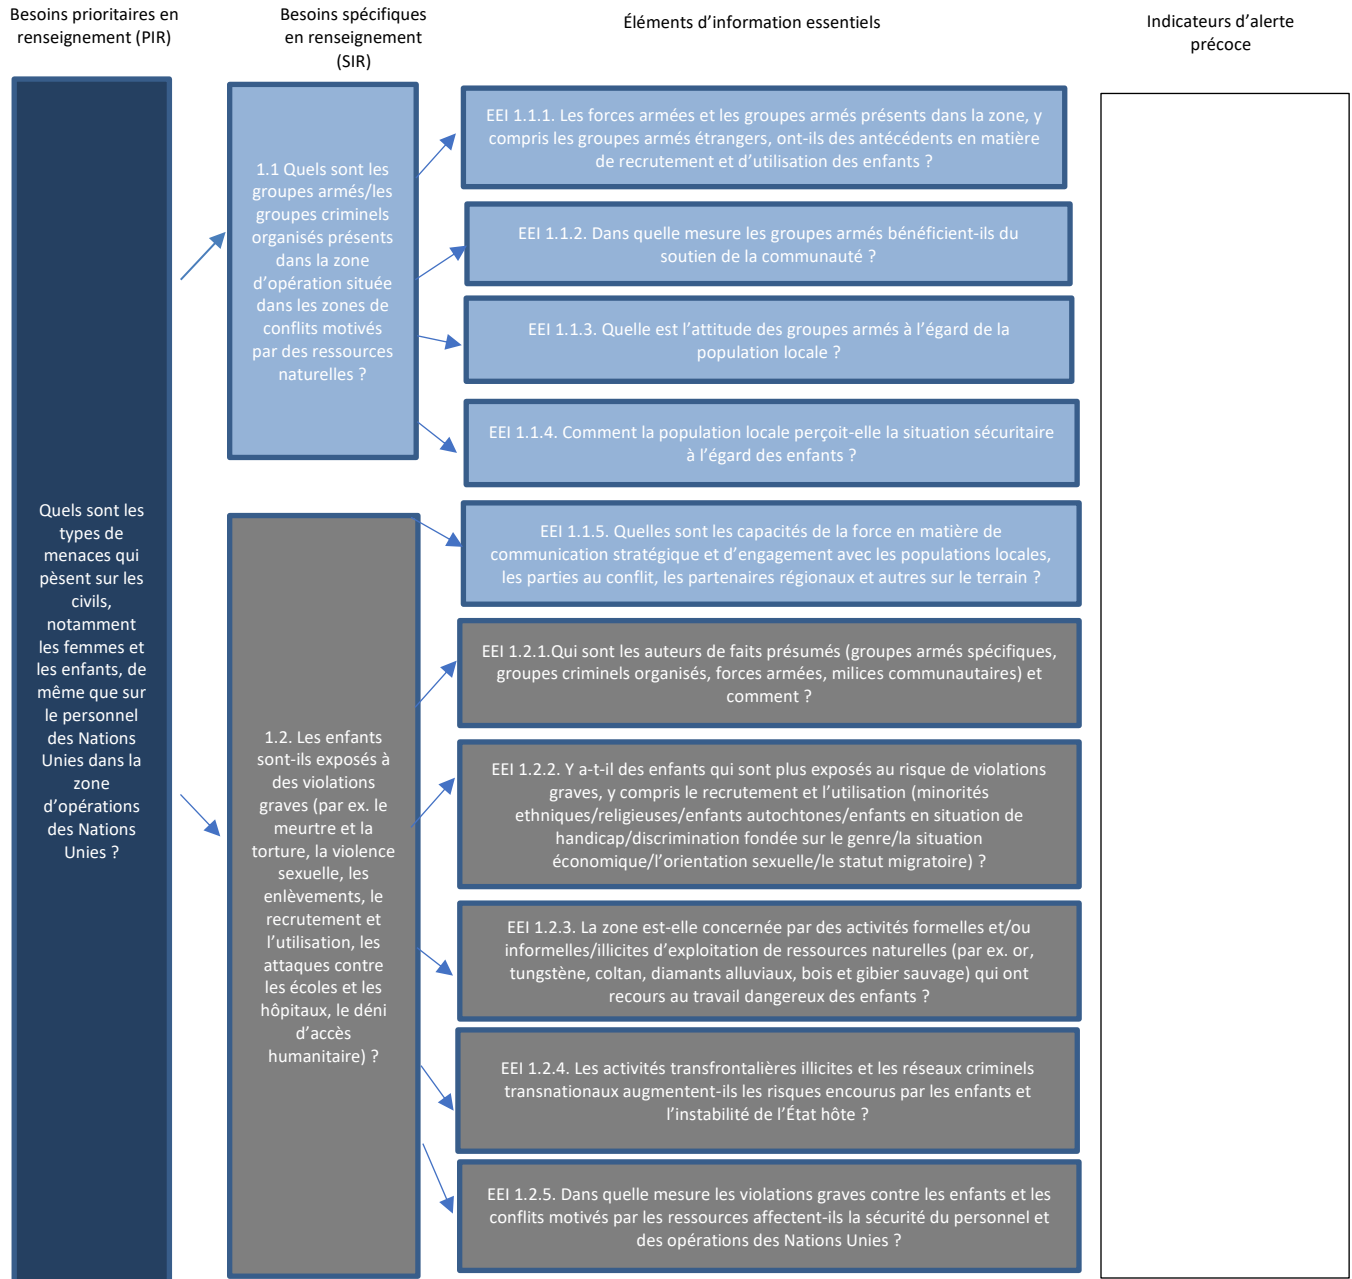 Besoins prioritaires en
renseignement (PIR)
Besoins spécifiques
en renseignement
(SIR)
Éléments d’information essentiels
Indicateurs d’alerte
précoce
Quels sont les
types de
menaces qui
pèsent sur les
civils,
notamment
les femmes et
les enfants, de
même que sur
le personnel
des Nations
Unies dans la
zone
d’opérations
des Nations
Unies ?
1.1 Quels sont les
groupes armés/les
groupes criminels
organisés présents
dans la zone
d’opération située
dans les zones de
conflits motivés
par des ressources
naturelles ?
EEI 1.1.1. Les forces armées et les groupes armés présents dans la zone, y
compris les groupes armés étrangers, ont-ils des antécédents en matière
de recrutement et d’utilisation des enfants ?
EEI 1.1.2. Dans quelle mesure les groupes armés bénéficient-ils du
soutien de la communauté ?
EEI 1.1.3. Quelle est l’attitude des groupes armés à l’égard de la
population locale ?
EEI 1.1.4. Comment la population locale perçoit-elle la situation sécuritaire
à l’égard des enfants ?
EEI 1.1.5. Quelles sont les capacités de la force en matière de
communication stratégique et d’engagement avec les populations locales,
les parties au conflit, les partenaires régionaux et autres sur le terrain ?
1.2. Les enfants
sont-ils exposés à
des violations
graves (par ex. le
meurtre et la
torture, la violence
sexuelle, les
enlèvements, le
recrutement et
l’utilisation, les
attaques contre
les écoles et les
hôpitaux, le déni
d’accès
humanitaire) ?
EEI 1.2.1.Qui sont les auteurs de faits présumés (groupes armés spécifiques,
groupes criminels organisés, forces armées, milices communautaires) et
comment ?
EEI 1.2.2. Y a-t-il des enfants qui sont plus exposés au risque de violations
graves, y compris le recrutement et l’utilisation (minorités
ethniques/religieuses/enfants autochtones/enfants en situation de
handicap/discrimination fondée sur le genre/la situation
économique/l’orientation sexuelle/le statut migratoire) ?
EEI 1.2.3. La zone est-elle concernée par des activités formelles et/ou
informelles/illicites d’exploitation de ressources naturelles (par ex. or,
tungstène, coltan, diamants alluviaux, bois et gibier sauvage) qui ont
recours au travail dangereux des enfants ?
EEI 1.2.4. Les activités transfrontalières illicites et les réseaux criminels
transnationaux augmentent-ils les risques encourus par les enfants et
l’instabilité de l’État hôte ?
EEI 1.2.5. Dans quelle mesure les violations graves contre les enfants et les
conflits motivés par les ressources affectent-ils la sécurité du personnel et
des opérations des Nations Unies ?